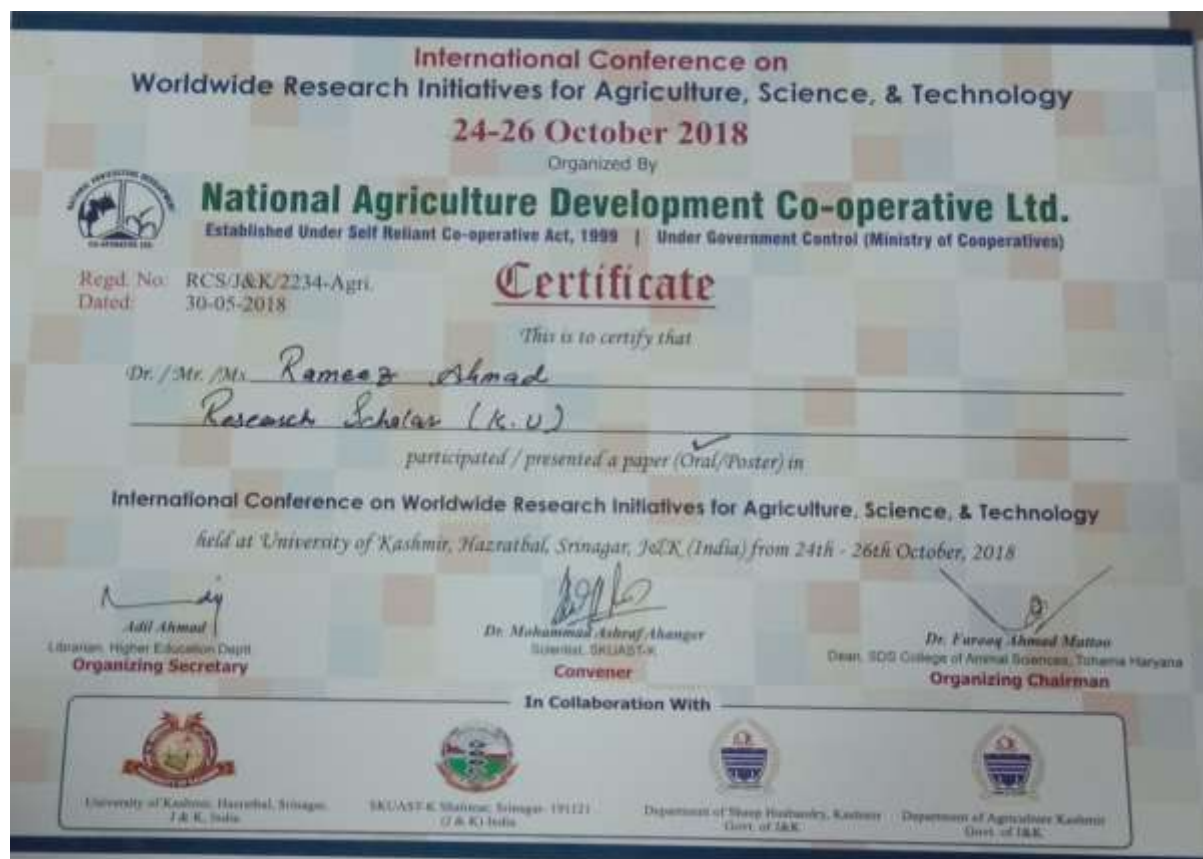 International Conference on
Worldwide Research Initiatives for Agriculture, Science, & Technology
24-26 October 2018
Organized By
National Agriculture Development Co-operative Ltd.
Established Under Self Reliant Co-operative Act, 1999 | Under Government Control (Ministry of Cooperatives)
Regd. No: RCS/J&K/2234-Agri.
Dated: 30-05-2018
Certificate
This is to certify that
Dr. / Mr. / Ms. Rameez Ahmad
Research Scholar (K.U)
participated / presented a paper (Oral/Poster) in
International Conference on Worldwide Research Initiatives for Agriculture, Science, & Technology
held at University of Kashmir, Hazratbal, Srinagar, J&K (India) from 24th - 26th October, 2018
Adil Ahmad
Librarian, Higher Education Deptt.
Organizing Secretary
Dr. Mohammad Ashraf Ahanger
Scientist, SKUAST-K
Convener
Dr. Farooq Ahmad Mattoo
Dean, SDS College of Animal Sciences, Haryana
Organizing Chairman
In Collaboration With
University of Kashmir, Hazratbal, Srinagar,
J & K, India
SKUAST-K Shalimar, Srinagar- 191121
(J & K) India
Department of Sheep Husbandry, Kashmir
Govt. of J&K
Department of Agriculture Kashmir
Govt. of J&K